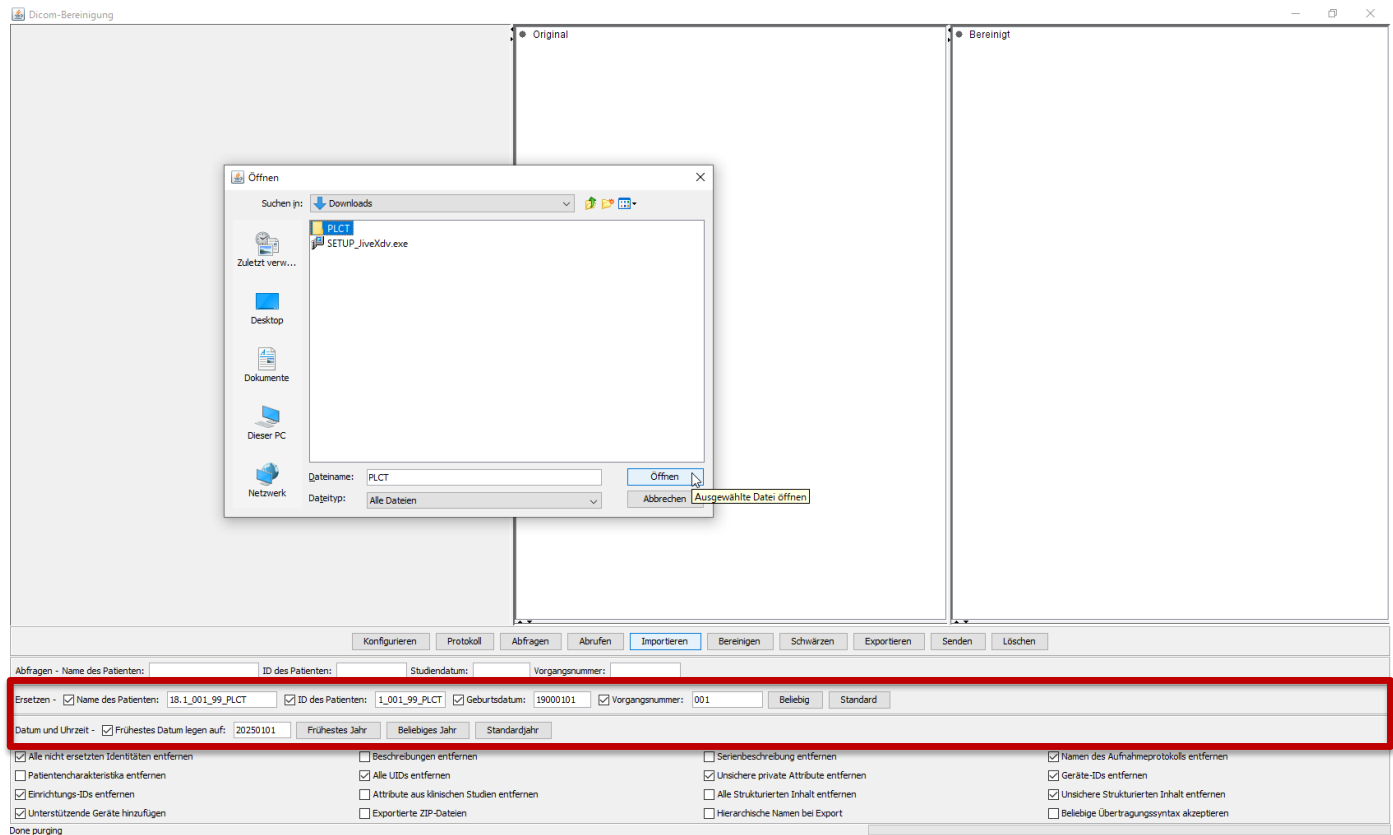 Dicom-Bereinigung
Original
Bereinigt
Öffnen
Suchen in: Downloads
PLCT
SETUP_JiveXdv.exe
Zuletzt verw...
Desktop
Dokumente
Dieser PC
Netzwerk
Dateiname: PLCT Öffnen
Dateityp: Alle Dateien Abbrechen
Ausgewählte Datei öffnen
Konfigurieren Protokoll Abfragen Abrufen Importieren Bereinigen Schwärzen Exportieren Senden Löschen
Abfragen - Name des Patienten: ID des Patienten: Studiendatum: Vorgangsnummer:
Ersetzen - Name des Patienten: 18.1_001_99_PLCT ID des Patienten: 1_001_99_PLCT Geburtsdatum: 19000101 Vorgangsnummer: 001 Beliebig Standard
Datum und Uhrzeit - Frühestes Datum legen auf: 20250101 Frühestes Jahr Beliebiges Jahr Standardjahr
Alle nicht ersetzten Identitäten entfernen Beschreibungen entfernen Serienbeschreibung entfernen Namen des Aufnahmeprotokolls entfernen
Patientencharakteristika entfernen Alle UIDs entfernen Unsichere private Attribute entfernen Geräte-IDs entfernen
Einrichtungs-IDs entfernen Attribute aus klinischen Studien entfernen Alle Strukturierten Inhalt entfernen Unsichere Strukturierten Inhalt entfernen
Unterstützende Geräte hinzufügen Exportierte ZIP-Dateien Hierarchische Namen bei Export Beliebige Übertragungssyntax akzeptieren
Done purging